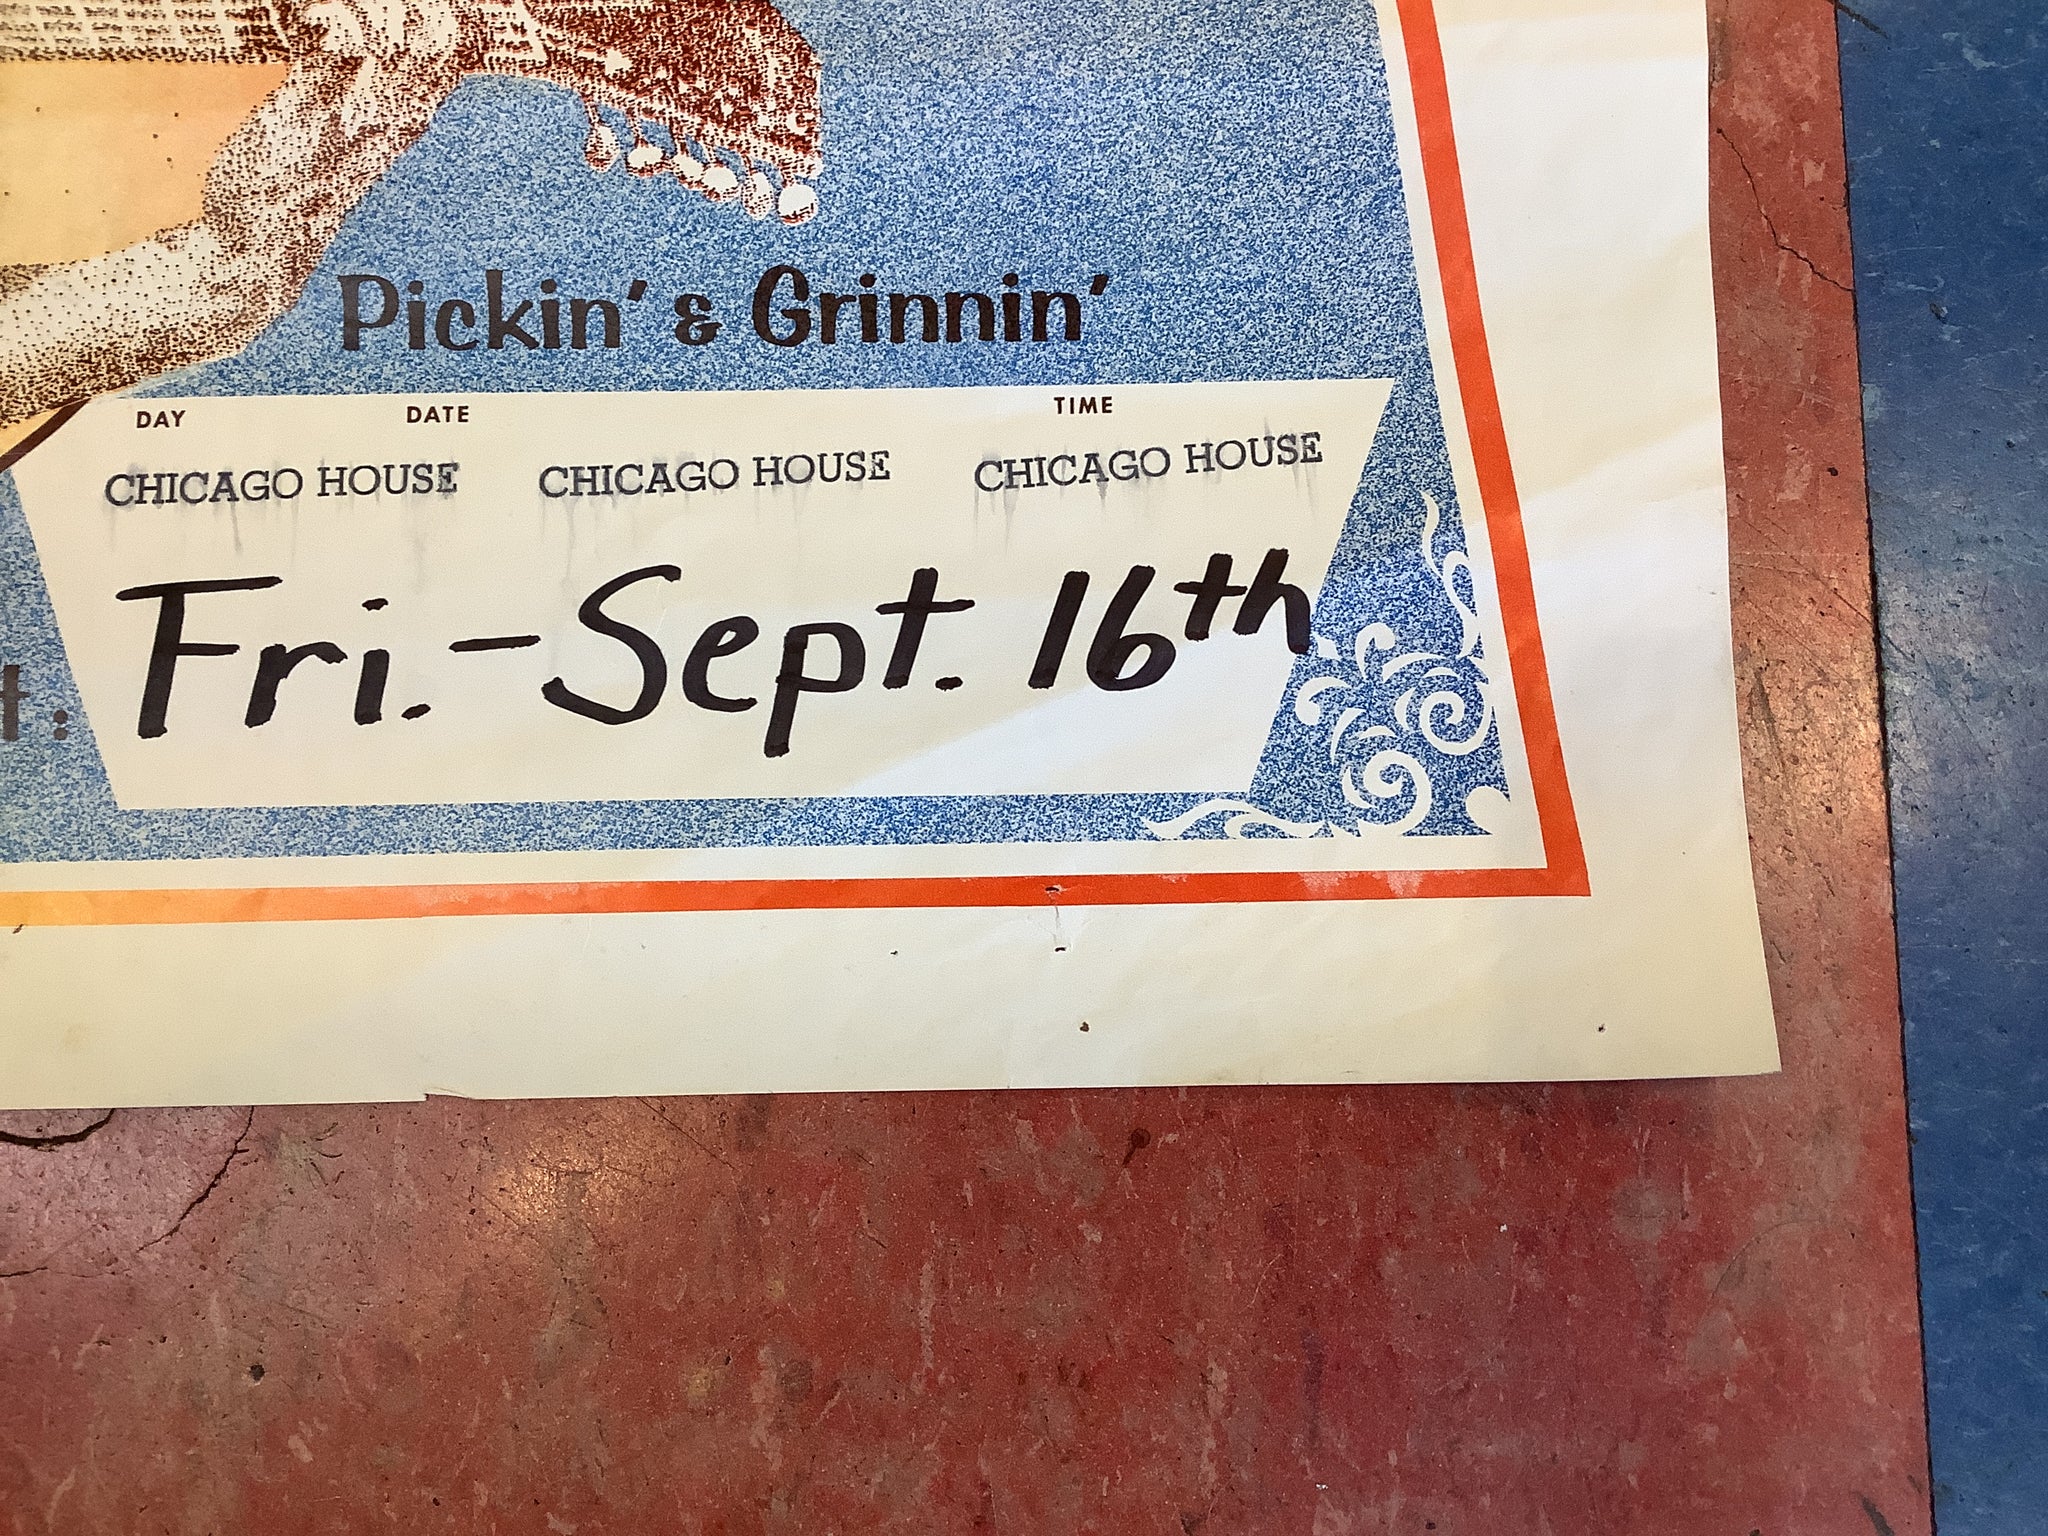 Pickin' & Grinnin'
DAY DATE TIME
CHICAGO HOUSE CHICAGO HOUSE CHICAGO HOUSE
Fri.-Sept. 16th
t: